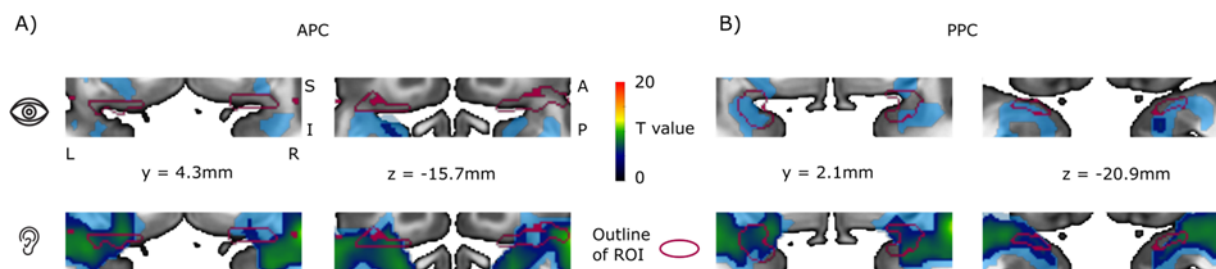 A)
APC
B)
PPC
S
I
L
R
A
P
20
T value
0
y = 4.3mm
z = -15.7mm
y = 2.1mm
z = -20.9mm
Outline
of ROI